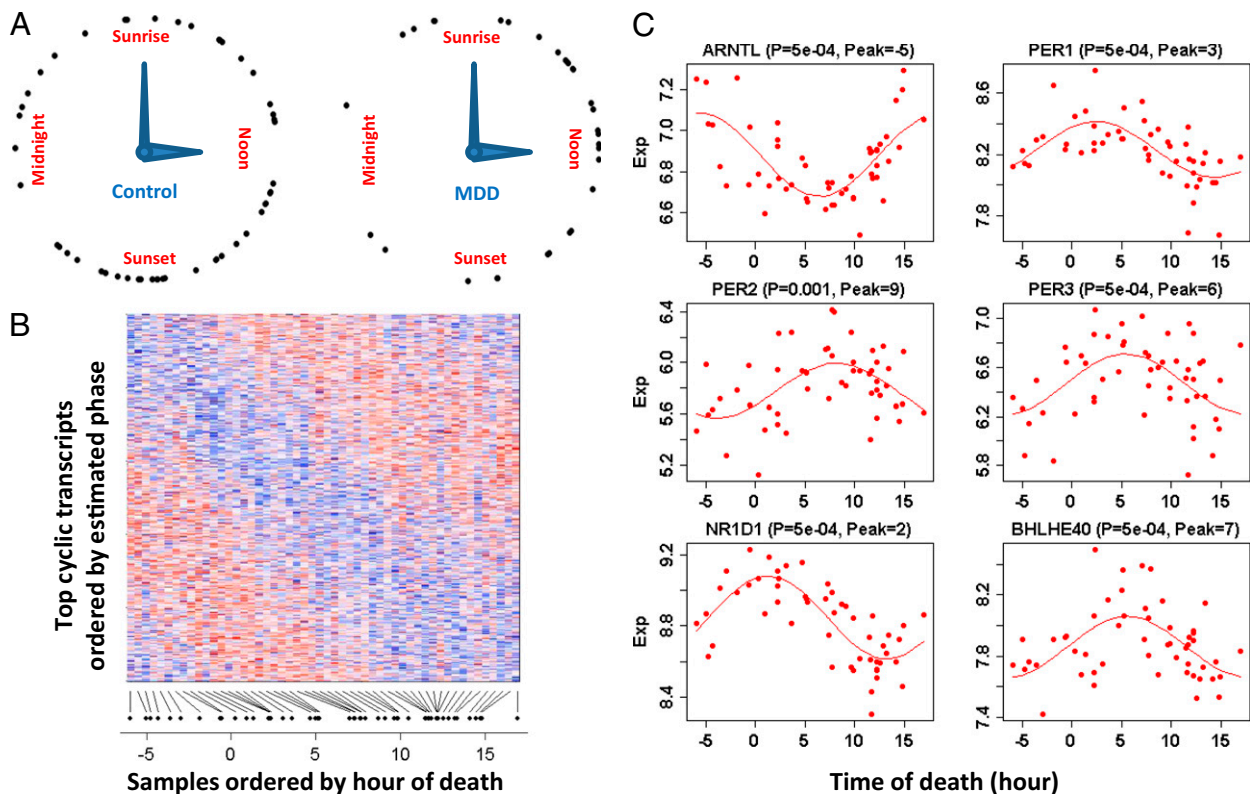 A
Sunrise
Midnight
Noon
Control
Sunset
Sunrise
Midnight
Noon
MDD
Sunset
B
Top cyclic transcripts
ordered by estimated phase
-5 0 5 10 15
Samples ordered by hour of death
C
ARNTL (P=5e-04, Peak=-5)
Exp
7.2
7.0
6.8
6.6
-5 0 5 10 15
PER1 (P=5e-04, Peak=3)
8.6
8.2
7.8
-5 0 5 10 15
PER2 (P=0.001, Peak=9)
Exp
6.4
6.0
5.6
5.2
-5 0 5 10 15
PER3 (P=5e-04, Peak=6)
7.0
6.6
6.2
5.8
-5 0 5 10 15
NR1D1 (P=5e-04, Peak=2)
Exp
9.2
8.8
8.4
-5 0 5 10 15
BHLHE40 (P=5e-04, Peak=7)
8.2
7.8
7.4
-5 0 5 10 15
Time of death (hour)